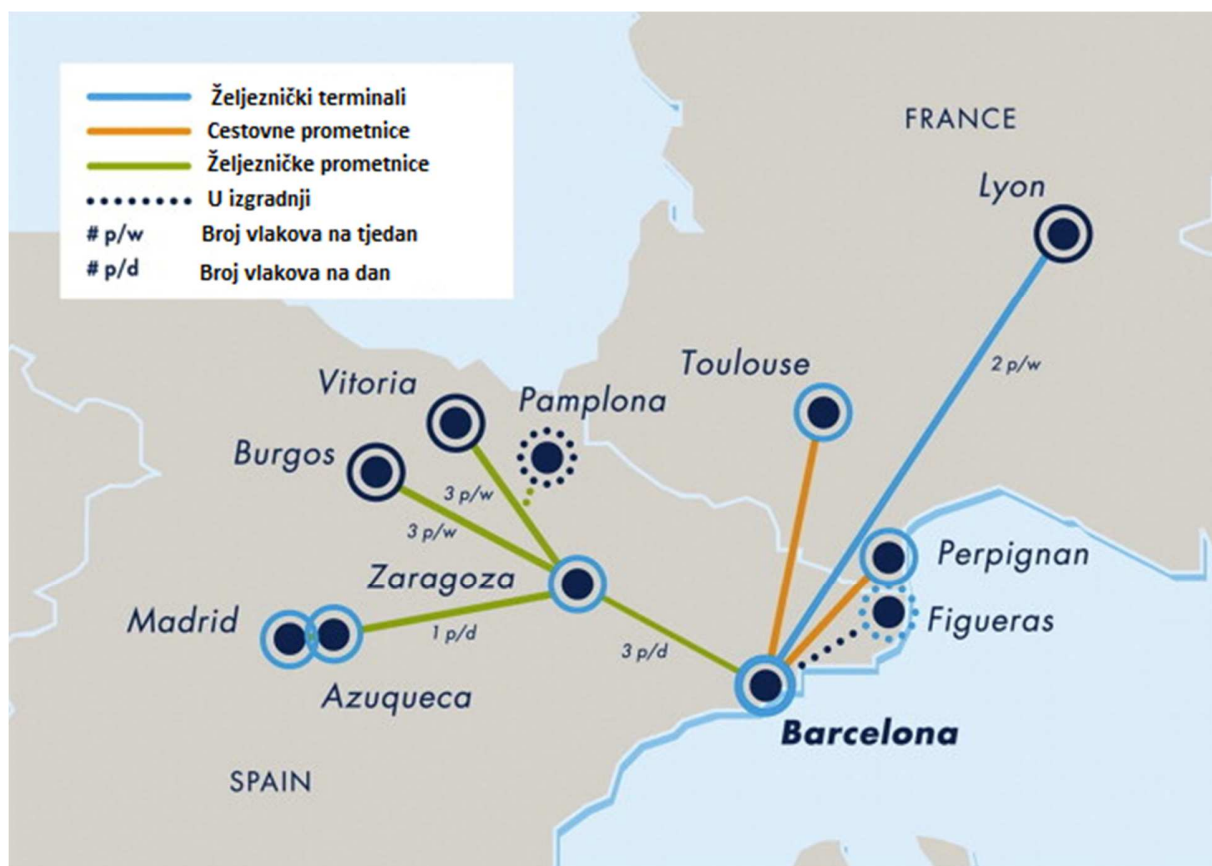 Željeznički terminali
Cestovne prometnice
Željezničke prometnice
U izgradnji
# p/w Broj vlakova na tjedan
# p/d Broj vlakova na dan
FRANCE
Lyon
2 p/w
Toulouse
Vitoria
Pamplona
Burgos
3 p/w
3 p/w
Zaragoza
Perpignan
Madrid
Figueras
1 p/d
3 p/d
Azuqueca
Barcelona
SPAIN